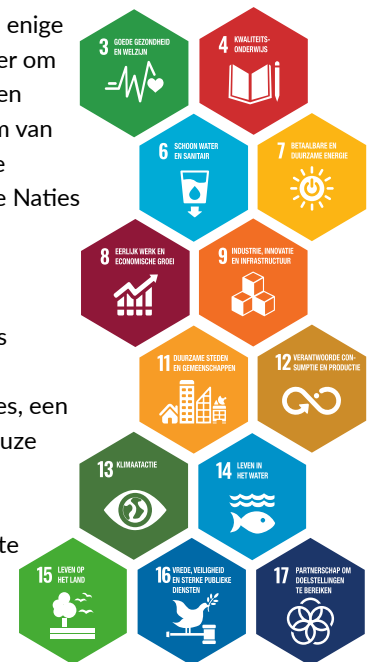 enige
er om
en
van
e
e Naties
s
es, een
uze
te
3 GOEDE GEZONDHEID
EN WELZIJN
4 KWALITEITS-
ONDERWIJS
6 SCHOON WATER
EN SANITAIR
7 BETAALBARE EN
DUURZAME ENERGIE
8 EERLIJK WERK EN
ECONOMISCHE GROEI
9 INDUSTRIE, INNOVATIE
EN INFRASTRUCTUUR
11 DUURZAME STEDEN
EN GEMEENSCHAPPEN
12 VERANTWOORDE CON-
SUMPTIE EN PRODUCTIE
13 KLIMAATACTIE
14 LEVEN IN
HET WATER
15 LEVEN OP
HET LAND
16 VREDE, VEILIGHEID
EN STERKE PUBLIEKE
DIENSTEN
17 PARTNERSCHAP OM
DOELSTELLINGEN
TE BEREIKEN